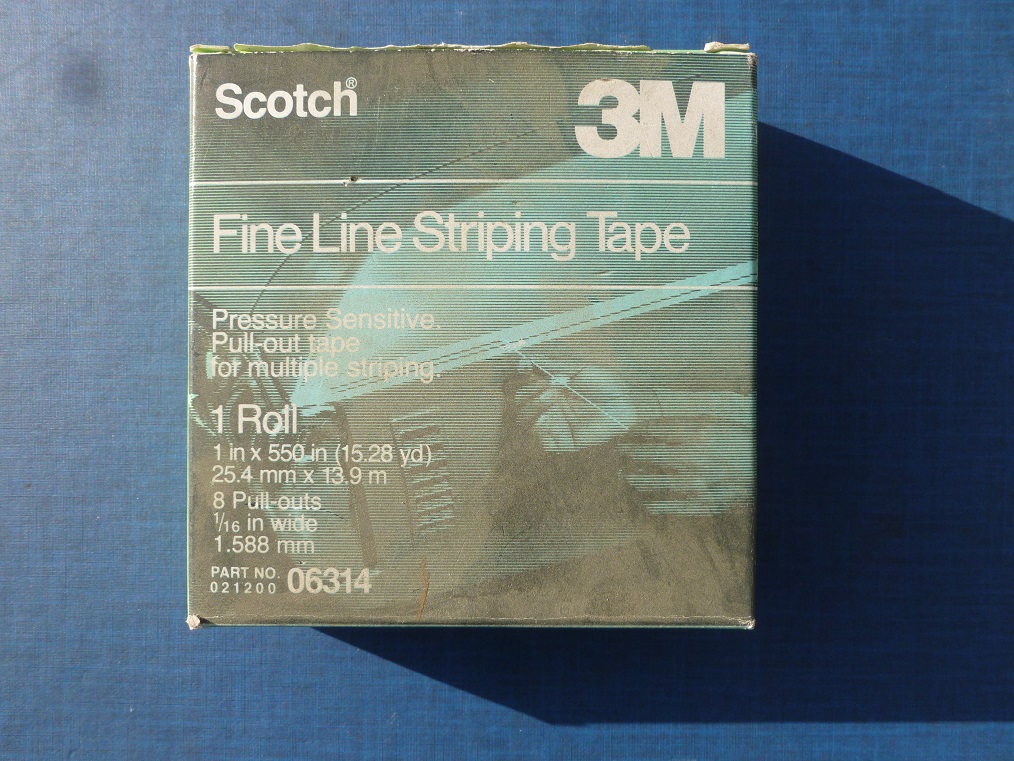 Scotch®
3M
Fine Line Striping Tape
Pressure Sensitive.
Pull-out tape
for multiple striping.
1 Roll
1 in x 550 in (15.28 yd)
25.4 mm x 13.9 m
8 Pull-outs
1/16 in wide
1.588 mm
PART NO.
021200 06314